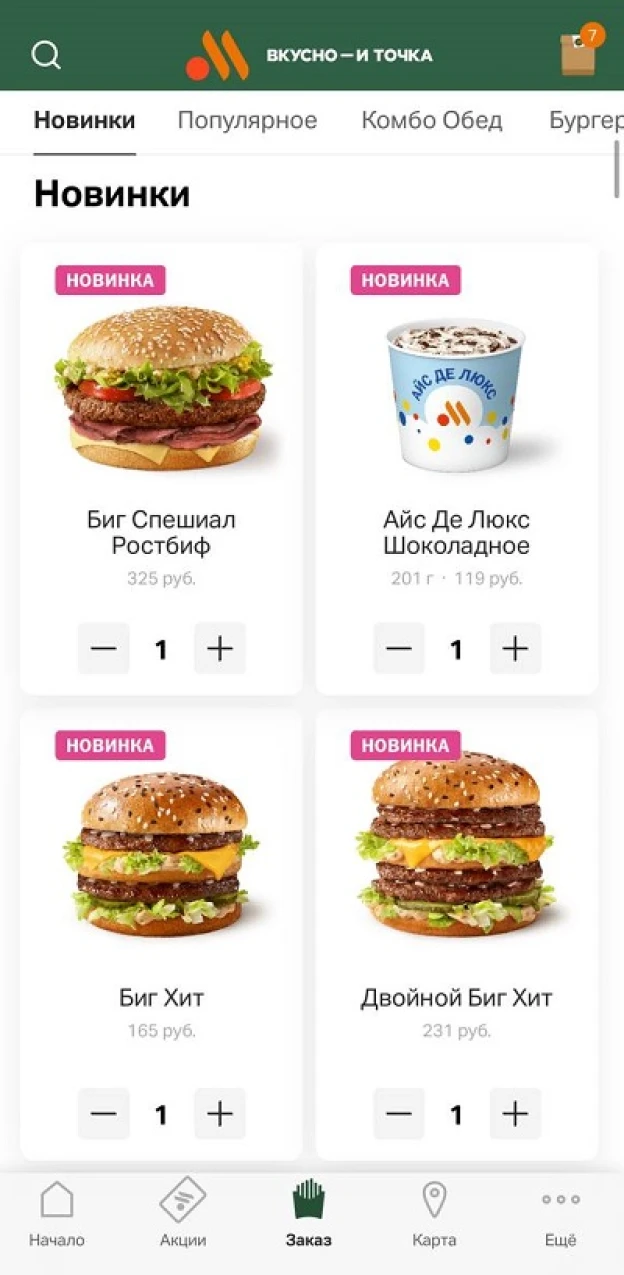 7
ВКУСНО—И ТОЧКА
Новинки Популярное Комбо Обед Бургер
Новинки
НОВИНКА НОВИНКА
АЙС ДЕ ЛЮКС
Биг Спешиал Ростбиф
325 руб.
1
Айс Де Люкс Шоколадное
201 г · 119 руб.
1
НОВИНКА НОВИНКА
Биг Хит
165 руб.
1
Двойной Биг Хит
231 руб.
1
Начало Акции Заказ Карта Ещё